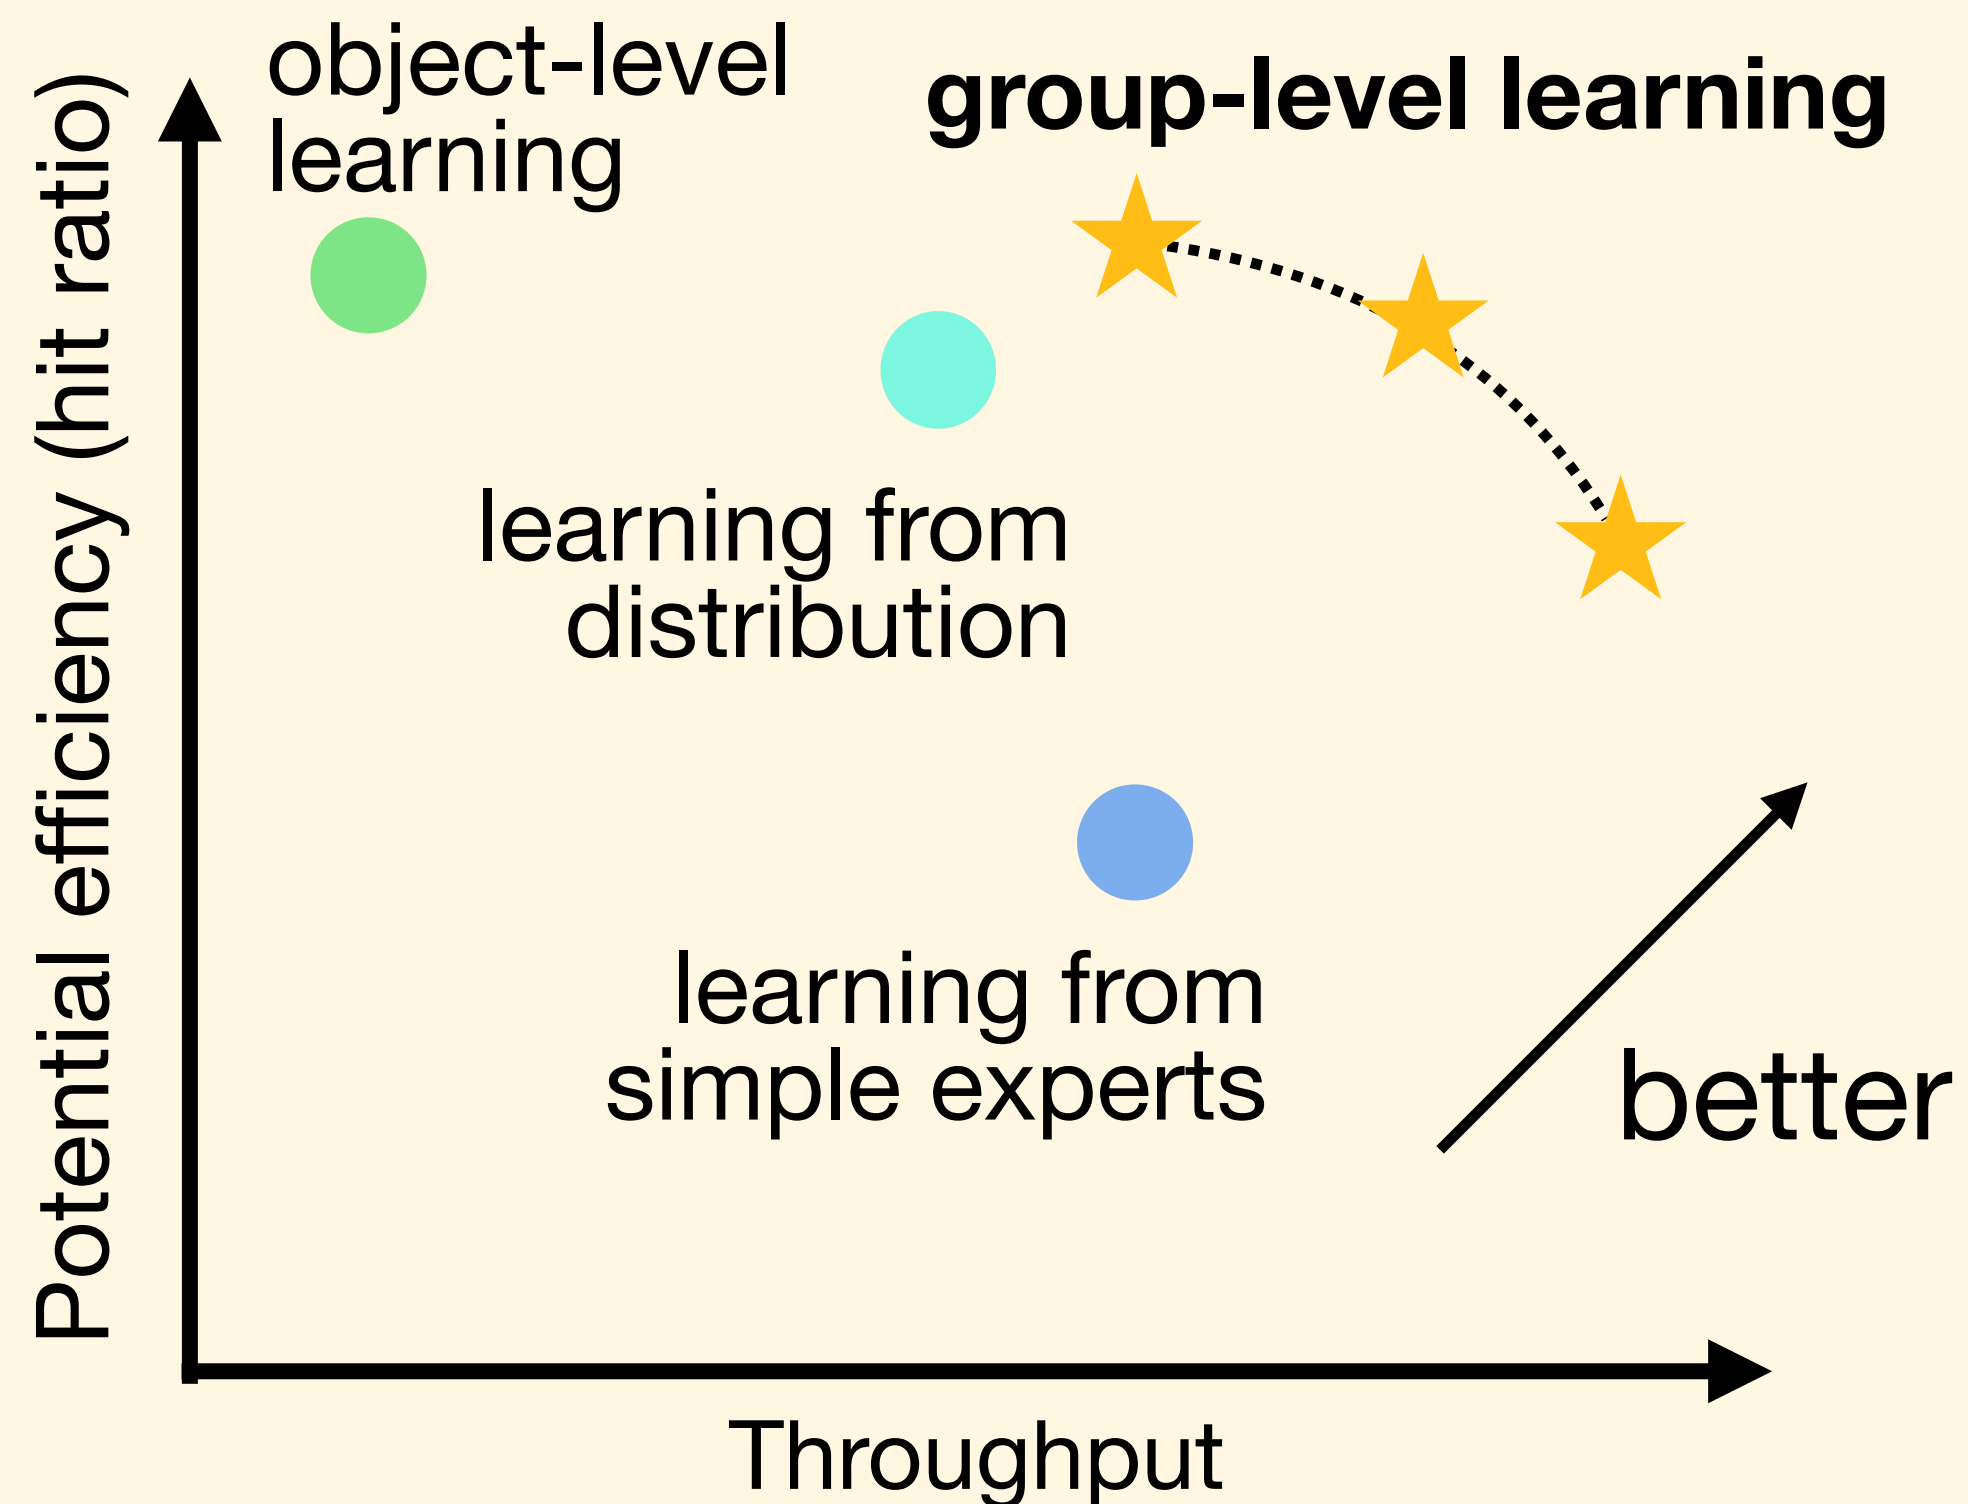 object-level
learning
group-level learning
learning from
distribution
learning from
simple experts
better
Potential efficiency (hit ratio)
Throughput